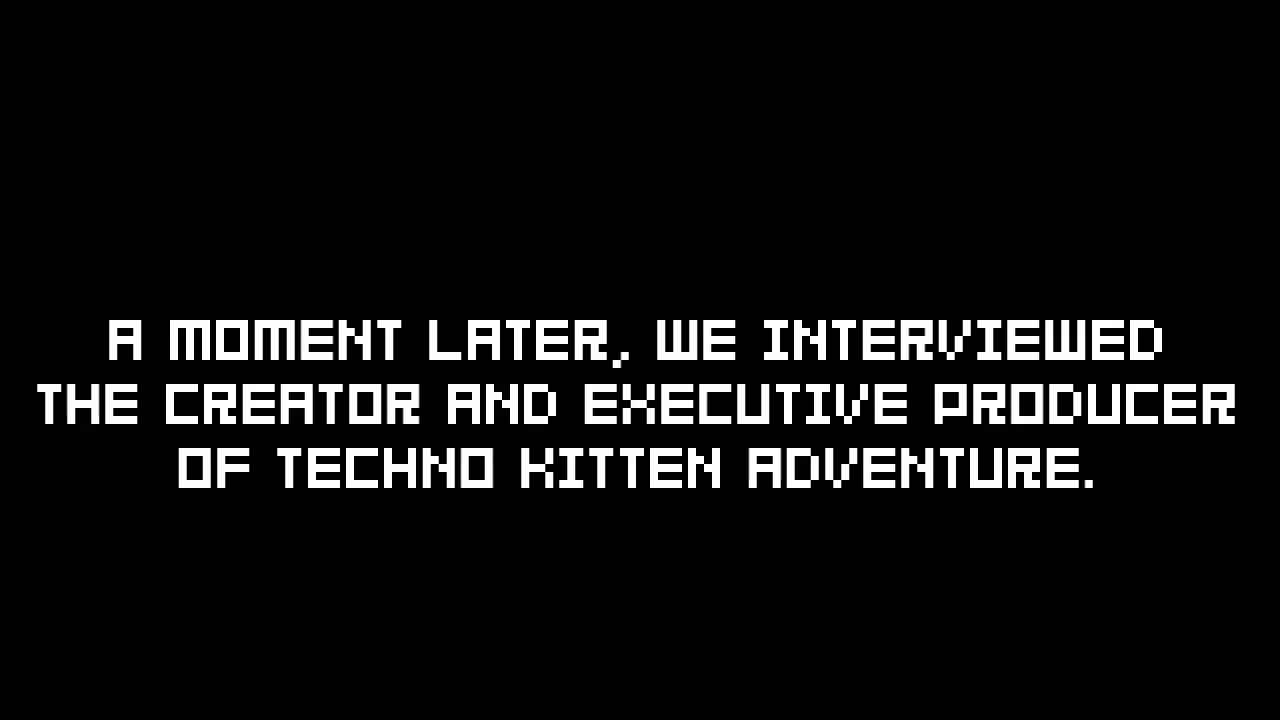 A MOMENT LATER, WE INTERVIEWED
THE CREATOR AND EXECUTIVE PRODUCER
OF TECHNO KITTEN ADVENTURE.